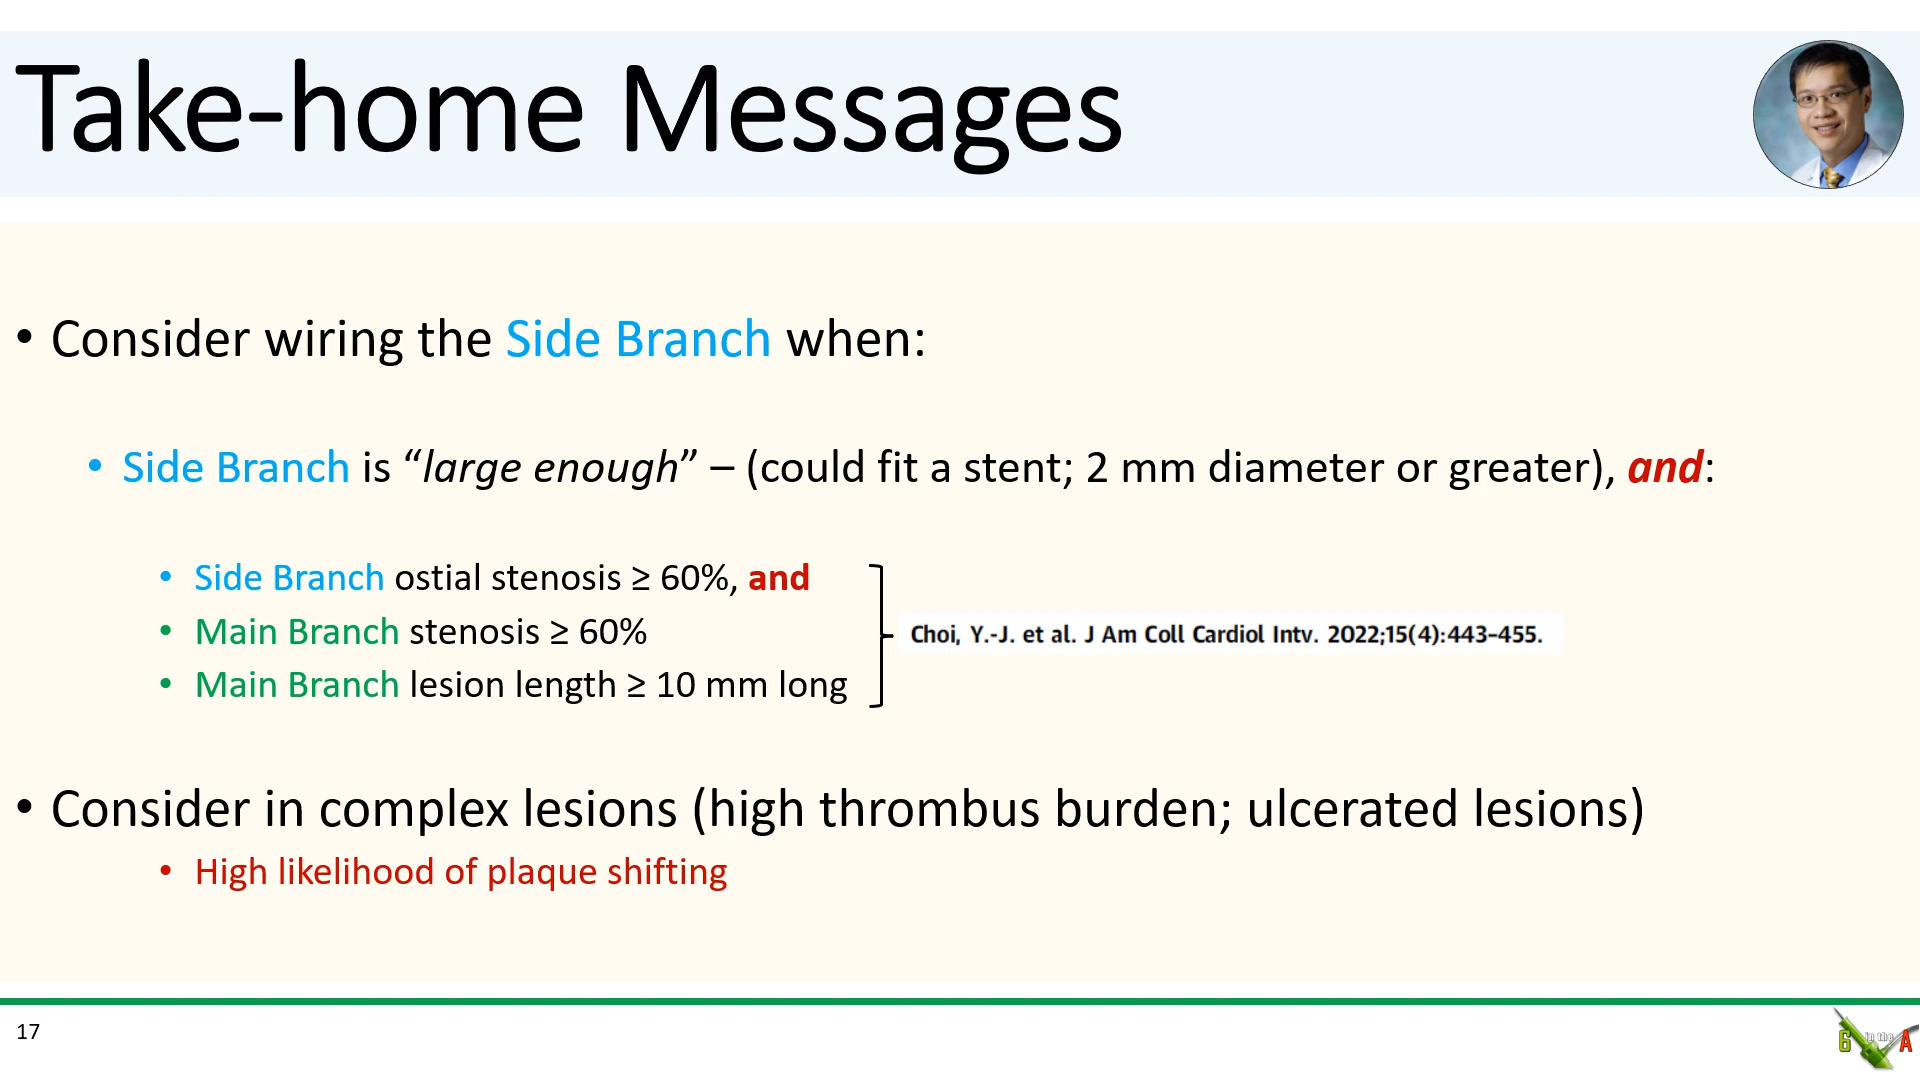 Take-home Messages
• Consider wiring the Side Branch when:
• Side Branch is “large enough” – (could fit a stent; 2 mm diameter or greater), and:
• Side Branch ostial stenosis ≥ 60%, and
• Main Branch stenosis ≥ 60%
• Main Branch lesion length ≥ 10 mm long
Choi, Y.-J. et al. J Am Coll Cardiol Intv. 2022;15(4):443–455.
• Consider in complex lesions (high thrombus burden; ulcerated lesions)
• High likelihood of plaque shifting
17
6 in the A